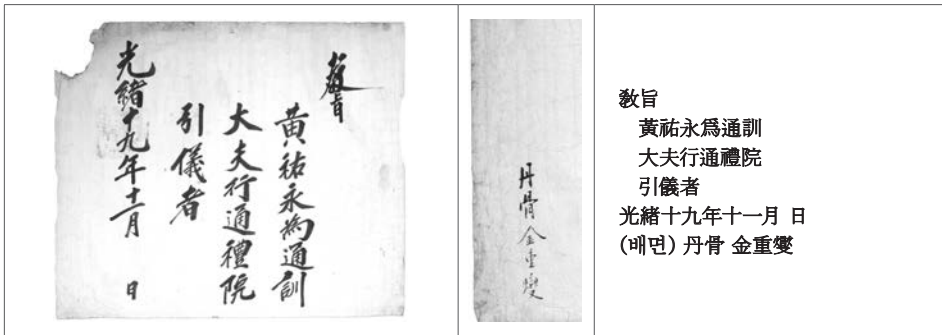 敎旨
黃祐永爲通訓
大夫行通禮院
引儀者
光緖十九年十一月 日
丹骨 金重燮
敎旨
黃祐永爲通訓
大夫行通禮院
引儀者
光緖十九年十一月 日
(배면) 丹骨 金重燮